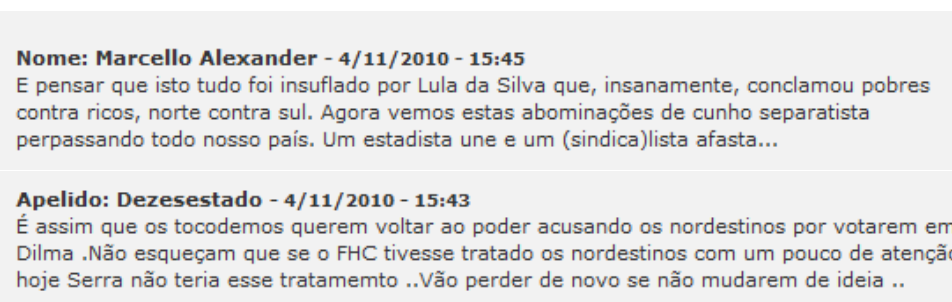 Nome: Marcello Alexander - 4/11/2010 - 15:45
E pensar que isto tudo foi insuflado por Lula da Silva que, insanamente, conclamou pobres
contra ricos, norte contra sul. Agora vemos estas abominações de cunho separatista
perpassando todo nosso país. Um estadista une e um (sindica)lista afasta...
Apelido: Dezesestado - 4/11/2010 - 15:43
É assim que os tocodemos querem voltar ao poder acusando os nordestinos por votarem em
Dilma .Não esqueçam que se o FHC tivesse tratado os nordestinos com um pouco de atenção
hoje Serra não teria esse tratamemto ..Vão perder de novo se não mudarem de ideia ..